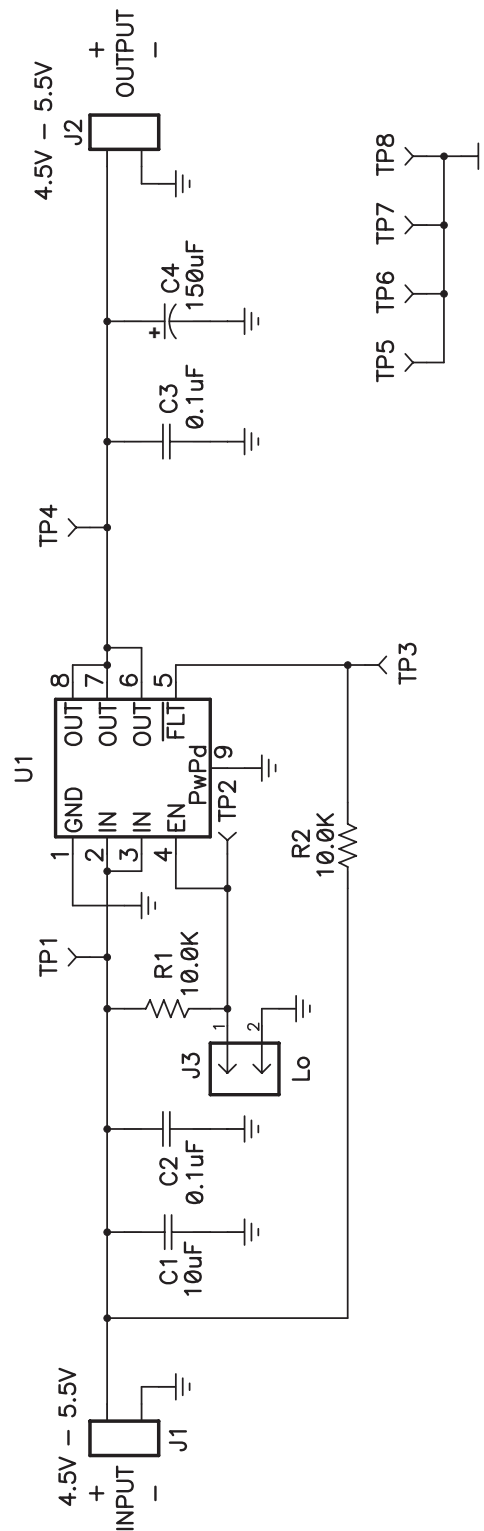 4.5V – 5.5V
+
INPUT
–
J1
C1
10uF
C2
0.1uF
J3
1
2
Lo
R1
10.0K
TP1
TP2
R2
10.0K
TP3
U1
1
GND
2
IN
3
IN
4
EN
8
OUT
7
OUT
6
OUT
5
FLT
PwPd
9
TP4
C3
0.1uF
+
C4
150uF
4.5V – 5.5V
J2
+
OUTPUT
–
TP5
TP6
TP7
TP8